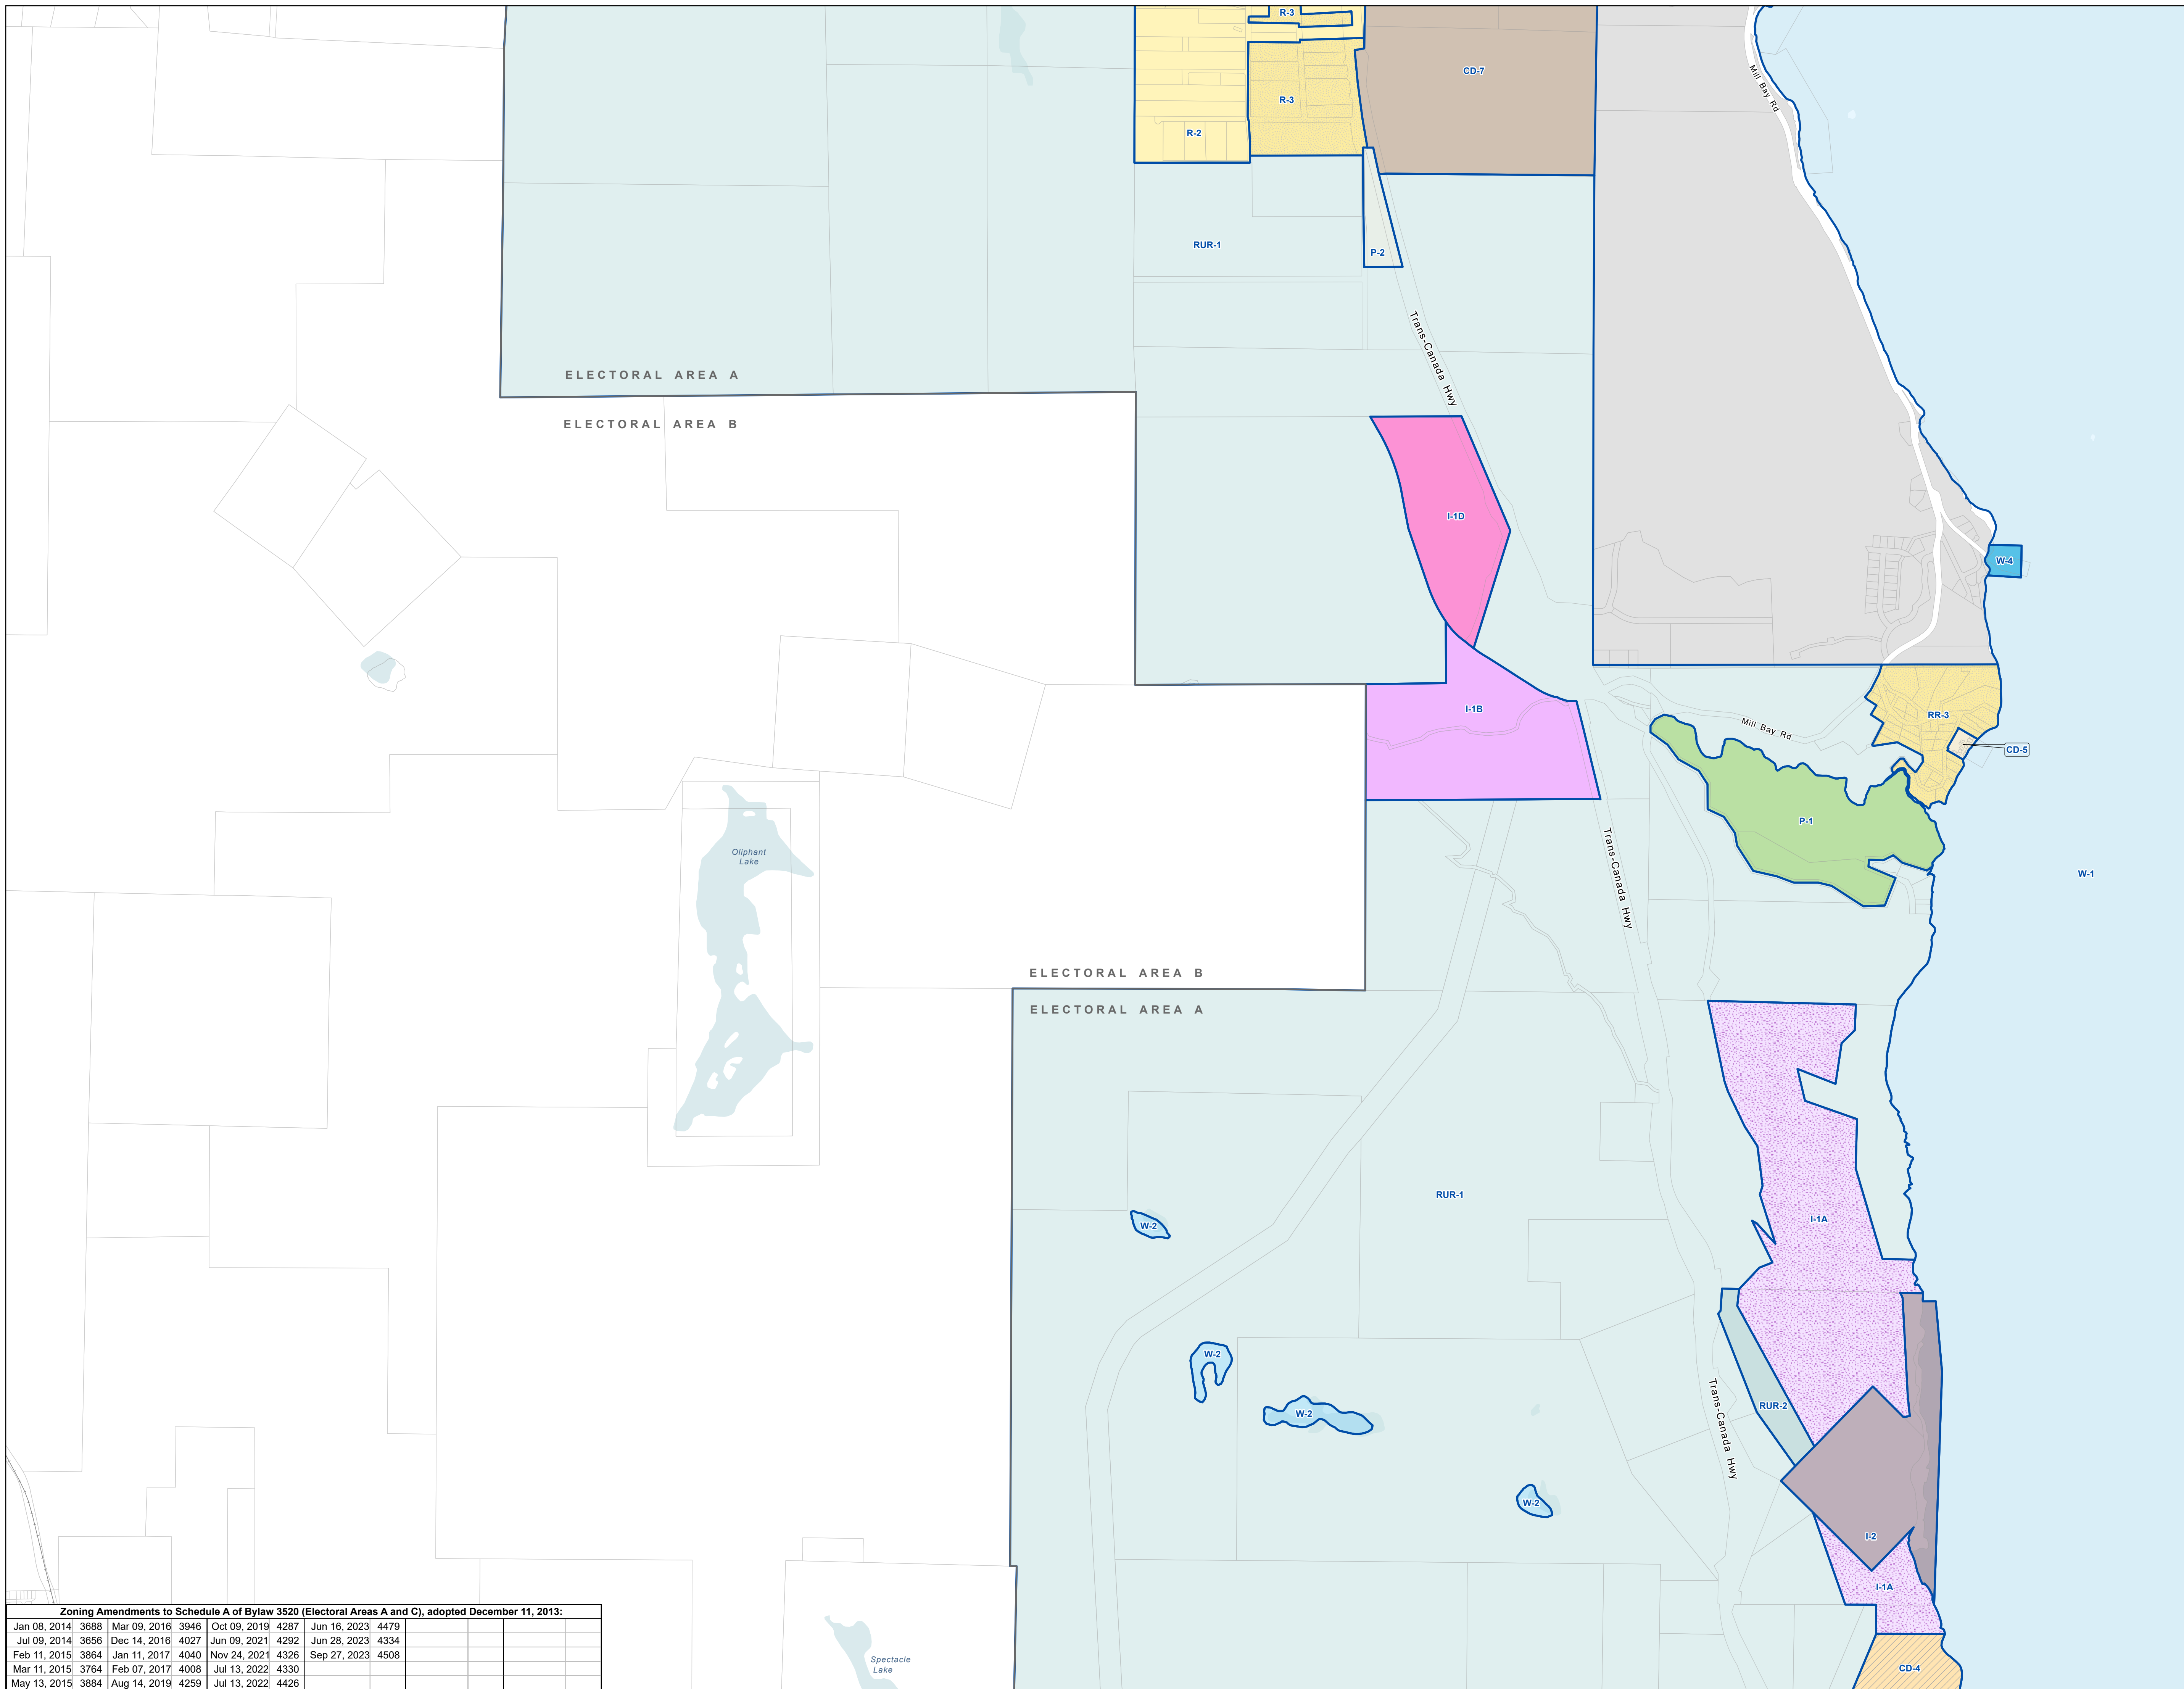 R-3
CD-7
Mill Bay Rd
R-3
R-2
RUR-1
P-2
Trans-Canada Hwy
ELECTORAL AREA A
ELECTORAL AREA B
I-1D
W-4
I-1B
RR-3
Mill Bay Rd
CD-5
P-1
Oliphant
Lake
Trans-Canada Hwy
W-1
ELECTORAL AREA B
ELECTORAL AREA A
RUR-1
I-1A
W-2
W-2
W-2
RUR-2
Trans-Canada Hwy
W-2
I-2
I-1A
Zoning Amendments to Schedule A of Bylaw 3520 (Electoral Areas A and C), adopted December 11, 2013:
Jan 08, 2014 3688 Mar 09, 2016 3946 Oct 09, 2019 4287 Jun 16, 2023 4479
Jul 09, 2014 3656 Dec 14, 2016 4027 Jun 09, 2021 4292 Jun 28, 2023 4334
Feb 11, 2015 3864 Jan 11, 2017 4040 Nov 24, 2021 4326 Sep 27, 2023 4508
Mar 11, 2015 3764 Feb 07, 2017 4008 Jul 13, 2022 4330
May 13, 2015 3884 Aug 14, 2019 4259 Jul 13, 2022 4426
Spectacle
Lake
CD-4